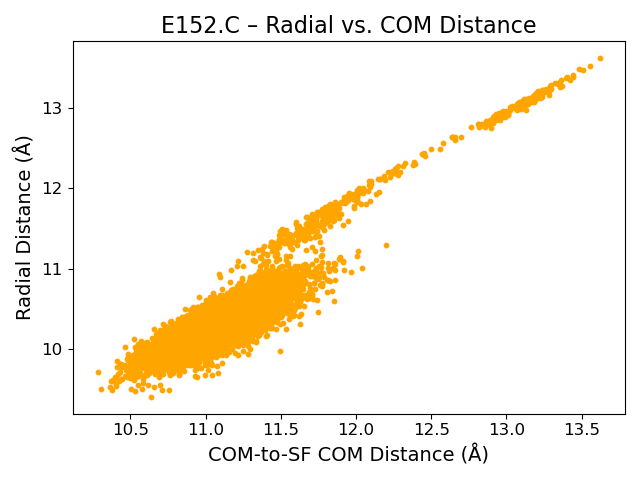 E152.C – Radial vs. COM Distance
Radial Distance (Å)
13
12
11
10
10.5 11.0 11.5 12.0 12.5 13.0 13.5
COM-to-SF COM Distance (Å)